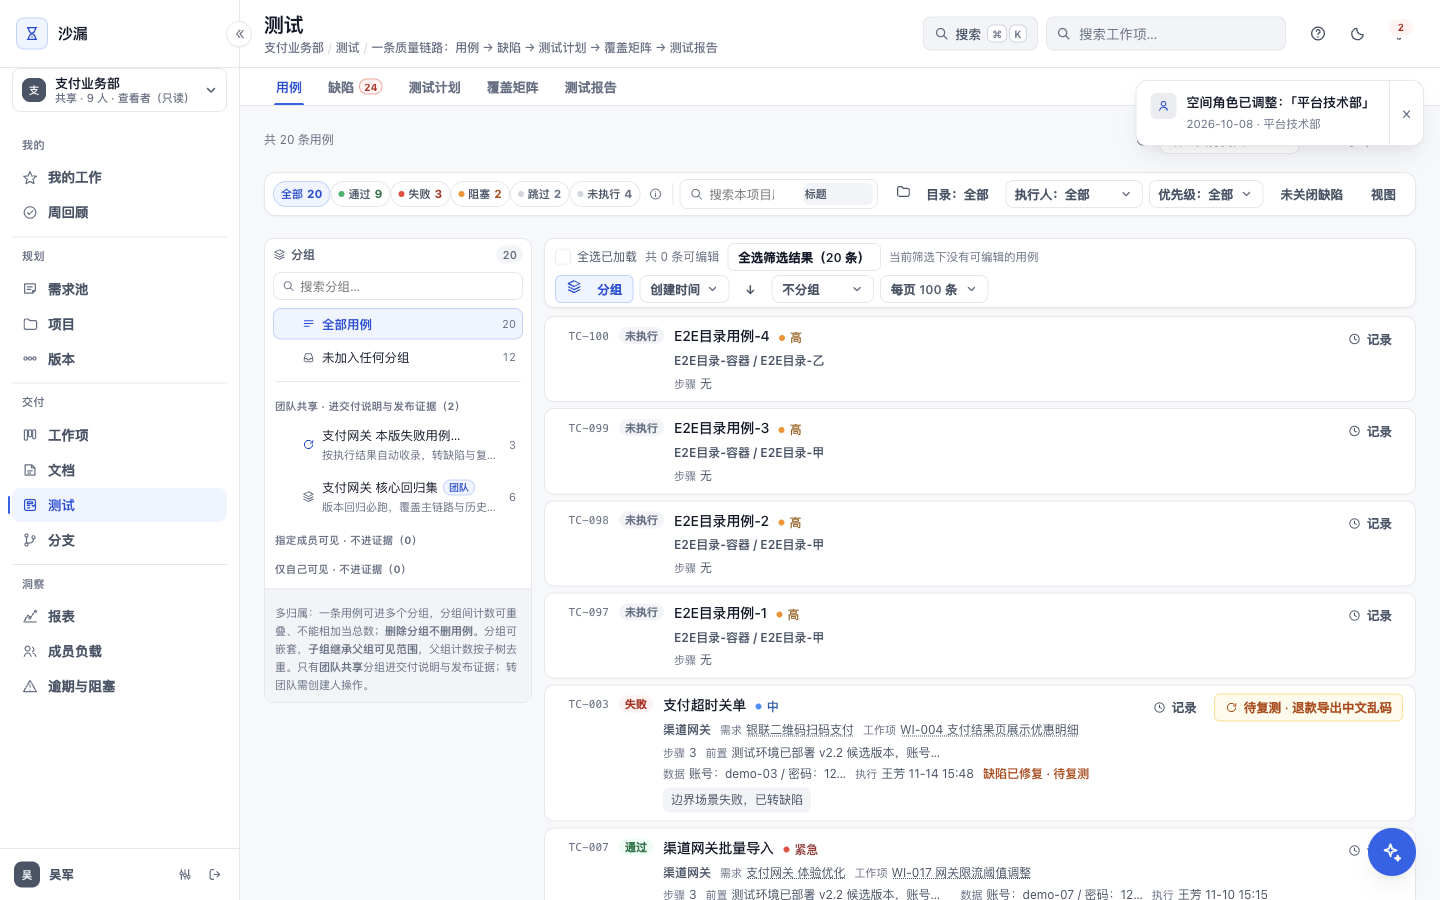 沙漏
支
支付业务部
共享 · 9 人 · 查看者（只读）
我的
我的工作
周回顾
规划
需求池
项目
版本
交付
工作项
文档
测试
分支
洞察
报表
成员负载
逾期与阻塞
吴
吴军
测试
支付业务部 / 测试 / 一条质量链路：用例 → 缺陷 → 测试计划 → 覆盖矩阵 → 测试报告
搜索 ⌘ K
搜索工作项...
2
用例
缺陷 24
测试计划
覆盖矩阵
测试报告
空间角色已调整：「平台技术部」
2026-10-08 · 平台技术部
共 20 条用例
全部 20
通过 9
失败 3
阻塞 2
跳过 2
未执行 4
搜索本项目
标题
目录：全部
执行人：全部
优先级：全部
未关闭缺陷
视图
分组
20
搜索分组...
全部用例
20
未加入任何分组
12
团队共享 · 进交付说明与发布证据（2）
支付网关 本版失败用例...
按执行结果自动收录，转缺陷与复...
3
支付网关 核心回归集 团队
版本回归必跑，覆盖主链路与历史...
6
指定成员可见 · 不进证据（0）
仅自己可见 · 不进证据（0）
多归属：一条用例可进多个分组，分组间计数可重
叠、不能相加当总数；删除分组不删用例。分组可
嵌套，子组继承父组可见范围，父组计数按子树去
重。只有团队共享分组进交付说明与发布证据；转
团队需创建人操作。
全选已加载
共 0 条可编辑
全选筛选结果（20 条）
当前筛选下没有可编辑的用例
分组
创建时间
不分组
每页 100 条
TC-100 未执行 E2E目录用例-4 高
E2E目录-容器 / E2E目录-乙
步骤 无
记录
TC-099 未执行 E2E目录用例-3 高
E2E目录-容器 / E2E目录-甲
步骤 无
记录
TC-098 未执行 E2E目录用例-2 高
E2E目录-容器 / E2E目录-甲
步骤 无
记录
TC-097 未执行 E2E目录用例-1 高
E2E目录-容器 / E2E目录-甲
步骤 无
记录
TC-003 失败 支付超时关单 中
渠道网关 需求 银联二维码扫码支付 工作项 WI-004 支付结果页展示优惠明细
步骤 3 前置 测试环境已部署 v2.2 候选版本，账号...
数据 账号：demo-03 / 密码：12... 执行 王芳 11-14 15:48 缺陷已修复 · 待复测
边界场景失败，已转缺陷
记录
待复测 · 退款导出中文乱码
TC-007 通过 渠道网关批量导入 紧急
渠道网关 需求 支付网关 体验优化 工作项 WI-017 网关限流阈值调整
步骤 3 前置 测试环境已部署 v2.2 候选版本，账号... 数据 账号：demo-07 / 密码：12... 执行 王芳 11-10 15:15